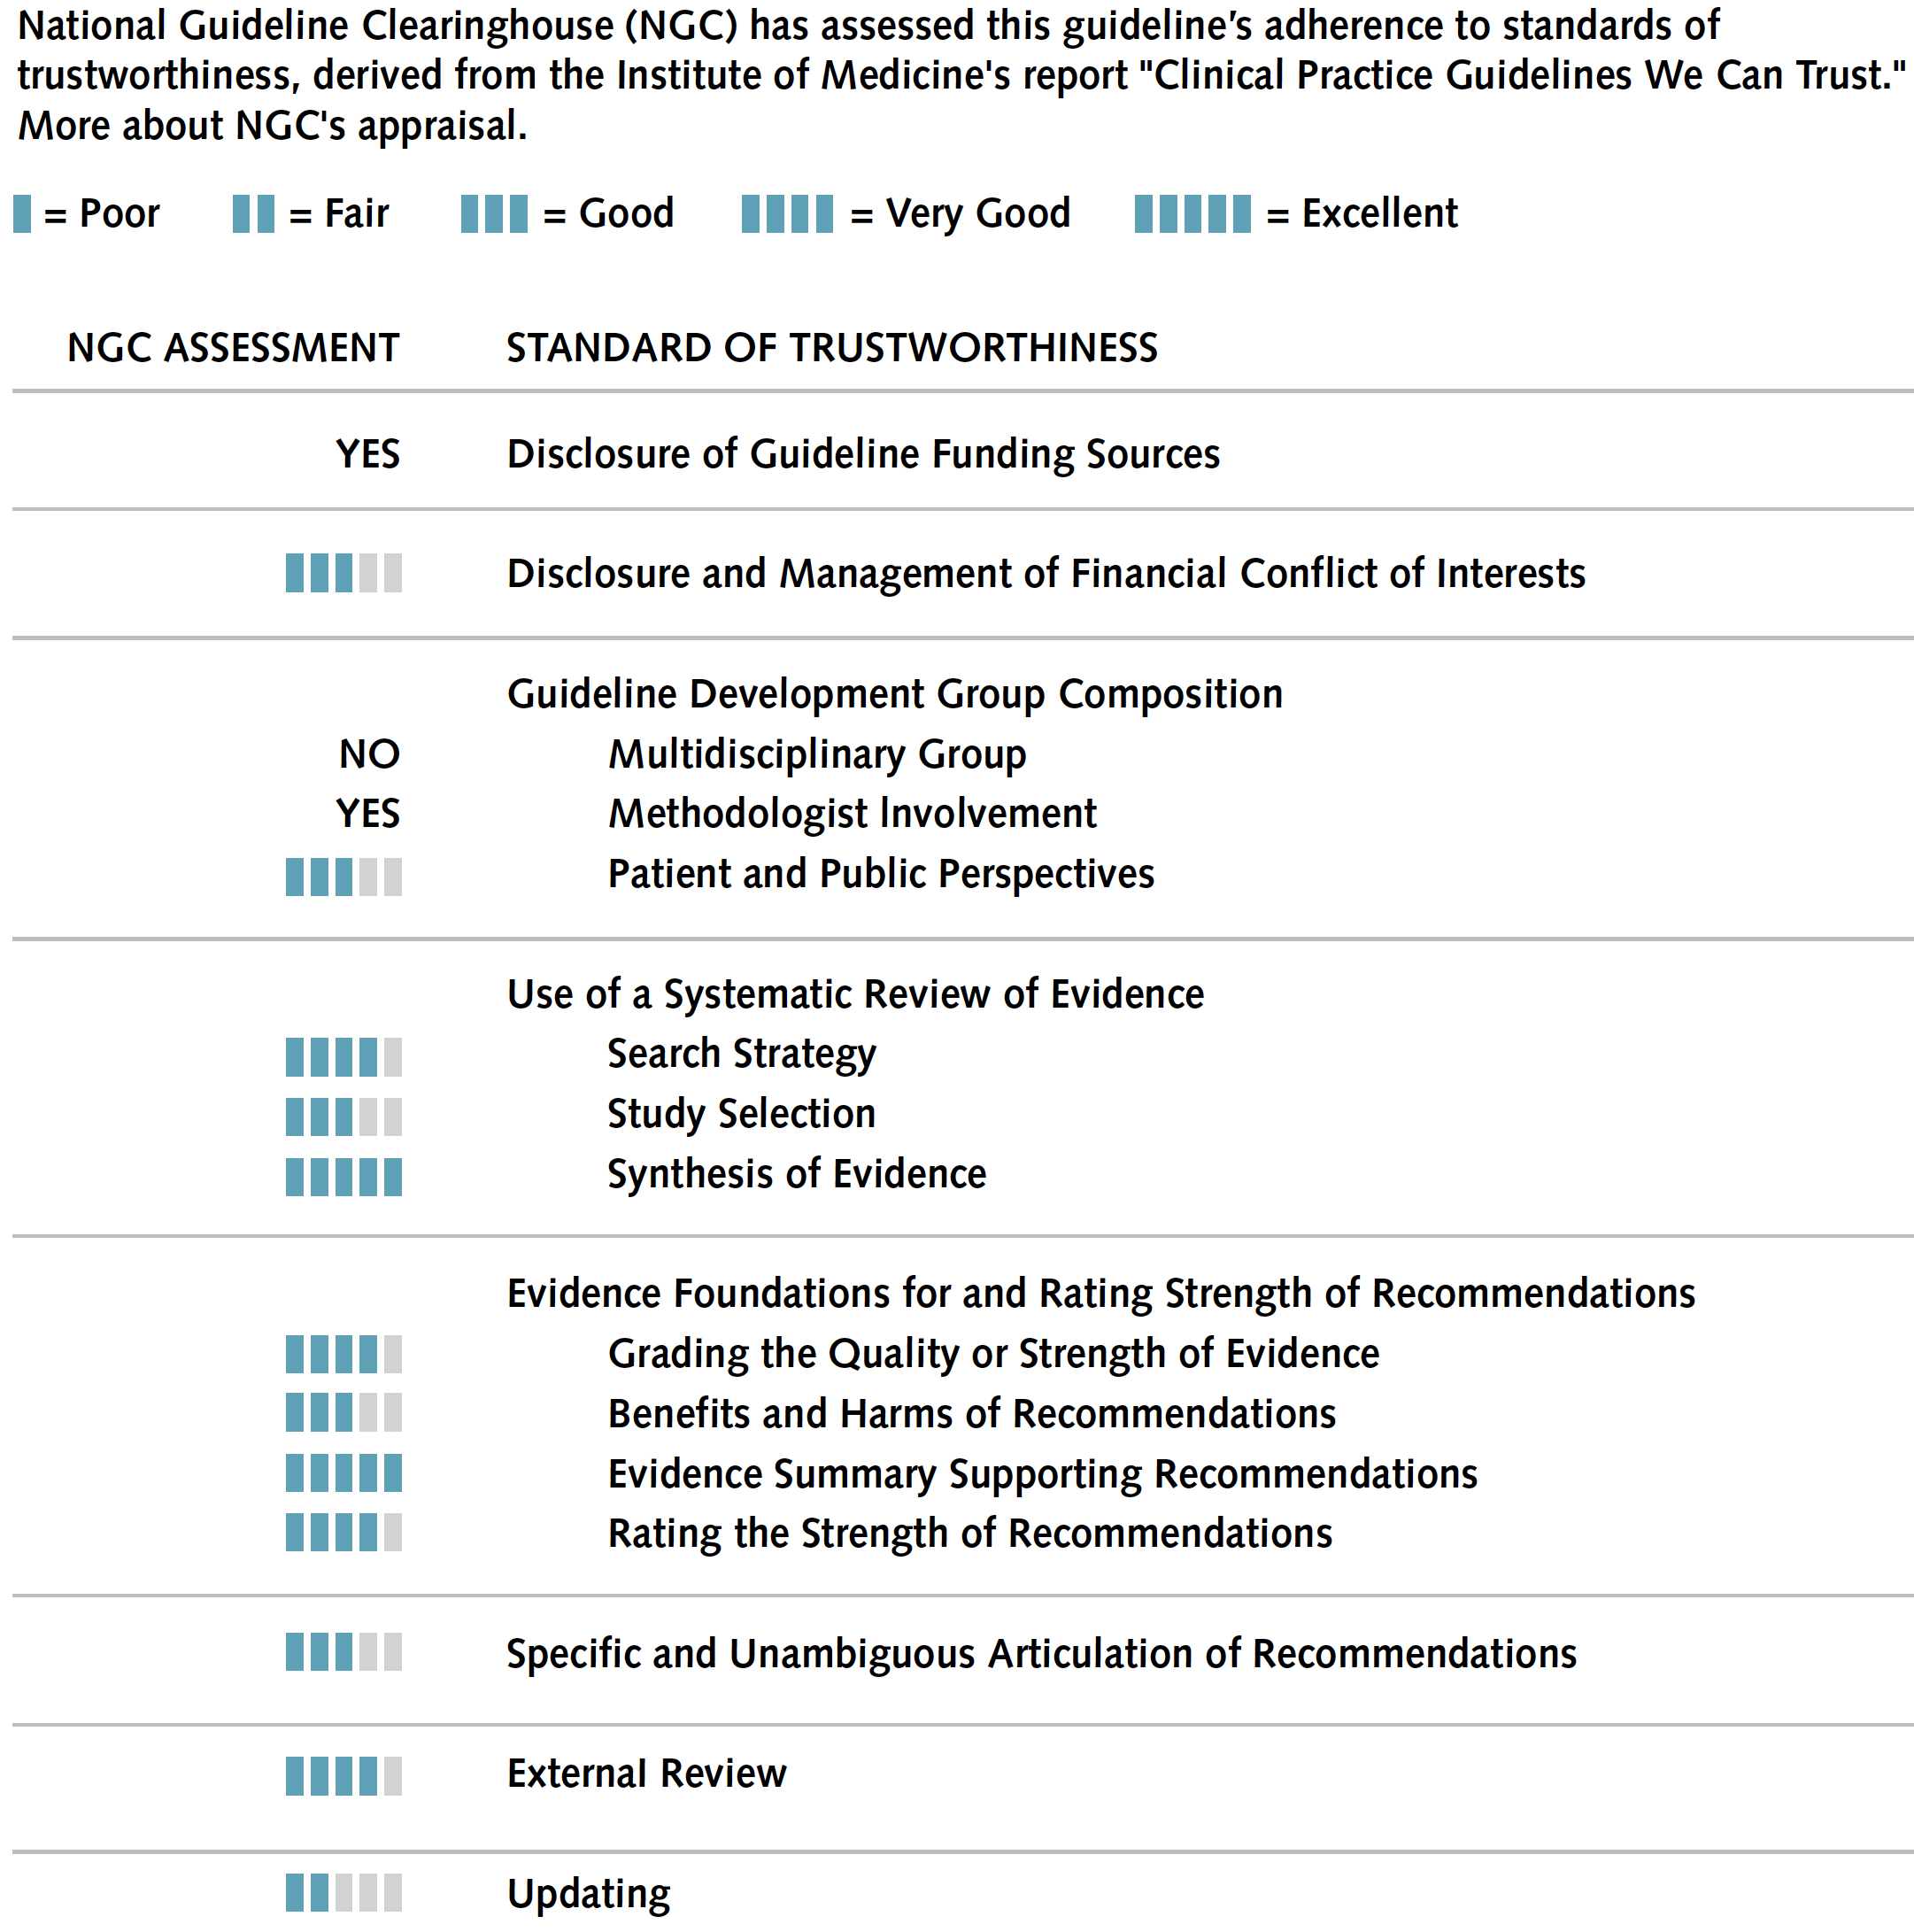 National Guideline Clearinghouse (NGC) has assessed this guideline’s adherence to standards of
trustworthiness, derived from the Institute of Medicine's report "Clinical Practice Guidelines We Can Trust."
More about NGC's appraisal.
= Poor = Fair = Good = Very Good = Excellent
NGC ASSESSMENT STANDARD OF TRUSTWORTHINESS
YES Disclosure of Guideline Funding Sources
Disclosure and Management of Financial Conflict of Interests
Guideline Development Group Composition
NO Multidisciplinary Group
YES Methodologist Involvement
Patient and Public Perspectives
Use of a Systematic Review of Evidence
Search Strategy
Study Selection
Synthesis of Evidence
Evidence Foundations for and Rating Strength of Recommendations
Grading the Quality or Strength of Evidence
Benefits and Harms of Recommendations
Evidence Summary Supporting Recommendations
Rating the Strength of Recommendations
Specific and Unambiguous Articulation of Recommendations
External Review
Updating